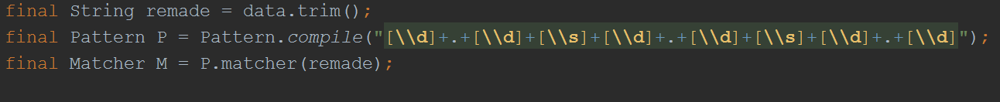 final String remade = data.trim();
final Pattern P = Pattern.compile("[\\d]+.+[\\d]+[\\s]+[\\d]+.+[\\d]+[\\s]+[\\d]+.+[\\d]");
final Matcher M = P.matcher(remade);